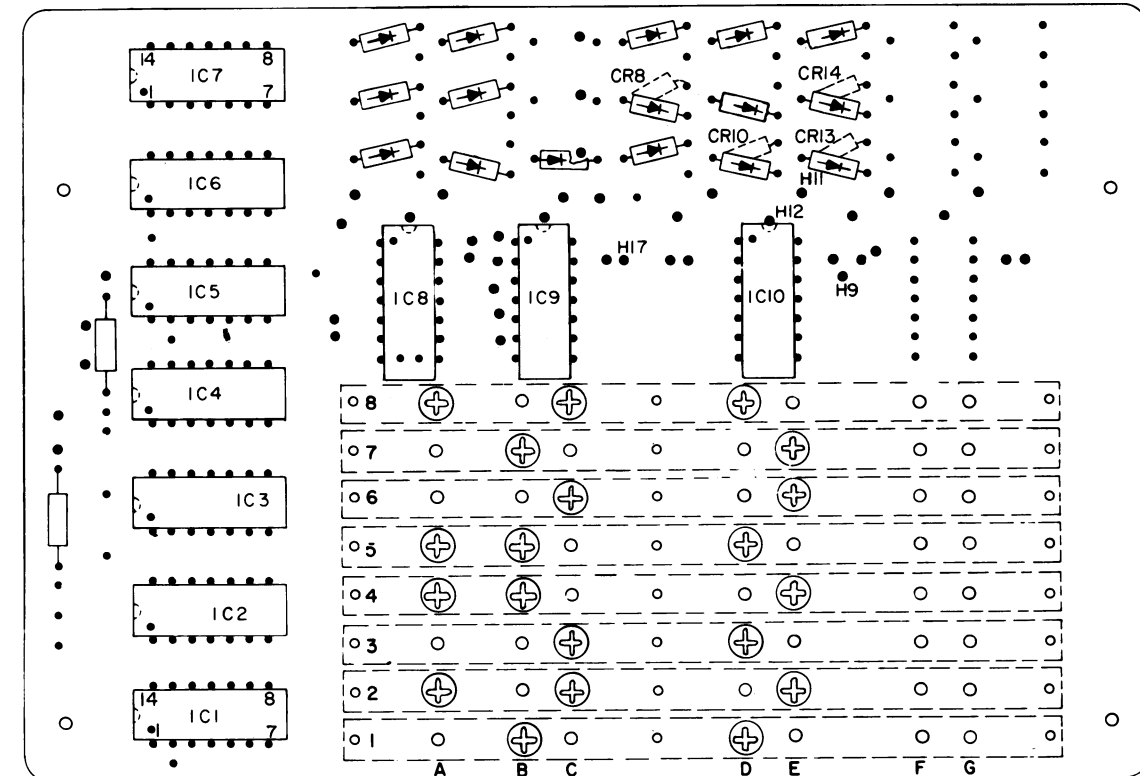 14 8
IC7
1 7
CR8
CR14
CR10
CR13
H11
IC6
H12
H17
IC5
IC8
IC9
IC10
H9
IC4
8
7
IC3
6
5
4
IC2
3
14 8
IC1
1 7
2
1
A B C D E F G